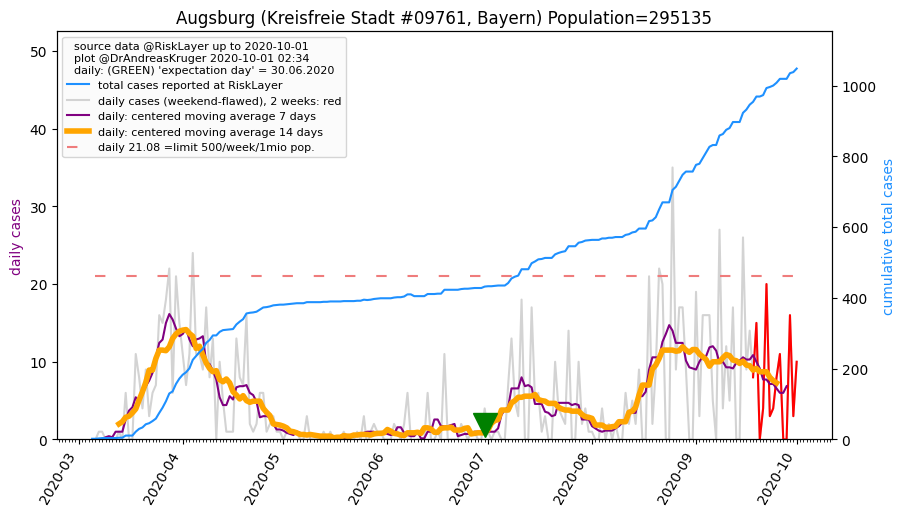 Augsburg (Kreisfreie Stadt #09761, Bayern) Population=295135
source data @RiskLayer up to 2020-10-01
plot @DrAndreasKruger 2020-10-01 02:34
daily: (GREEN) 'expectation day' = 30.06.2020
total cases reported at RiskLayer
daily cases (weekend-flawed), 2 weeks: red
daily: centered moving average 7 days
daily: centered moving average 14 days
daily 21.08 =limit 500/week/1mio pop.
daily cases
50
40
30
20
10
0
cumulative total cases
1000
800
600
400
200
0
2020-03
2020-04
2020-05
2020-06
2020-07
2020-08
2020-09
2020-10